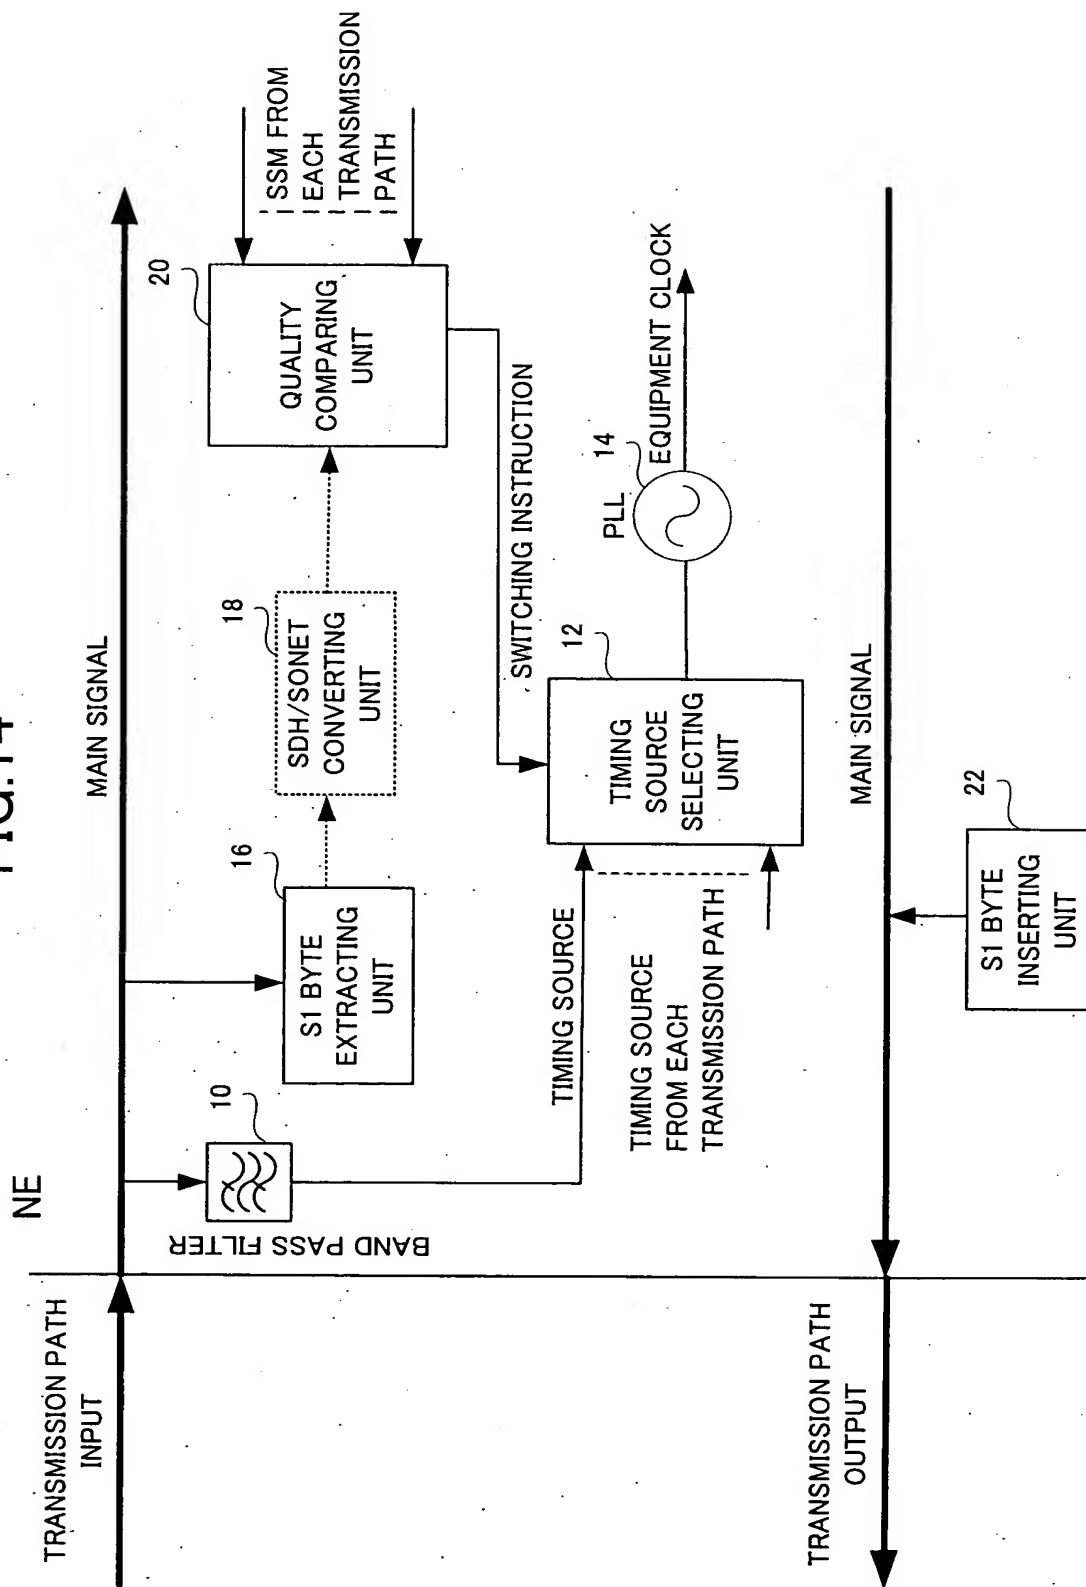 NE
TRANSMISSION PATH
INPUT
MAIN SIGNAL
10
BAND PASS FILTER
16
S1 BYTE
EXTRACTING
UNIT
18
SDH/SONET
CONVERTING
UNIT
20
QUALITY
COMPARING
UNIT
SSM FROM
EACH
TRANSMISSION
PATH
SWITCHING INSTRUCTION
TIMING SOURCE
TIMING SOURCE
FROM EACH
TRANSMISSION PATH
12
TIMING
SOURCE
SELECTING
UNIT
PLL
14
EQUIPMENT CLOCK
TRANSMISSION PATH
OUTPUT
MAIN SIGNAL
22
S1 BYTE
INSERTING
UNIT